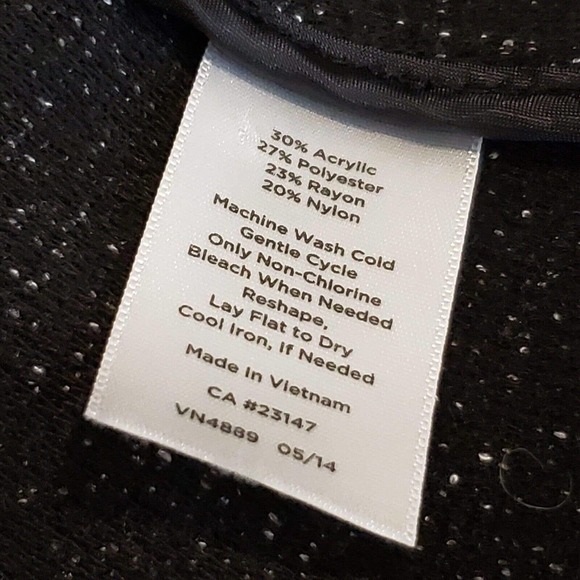 30% Acrylic
27% Polyester
23% Rayon
20% Nylon
Machine Wash Cold
Gentle Cycle
Only Non-Chlorine
Bleach When Needed
Reshape,
Lay Flat to Dry
Cool Iron, If Needed
Made In Vietnam
CA #23147
VN4889 05/14